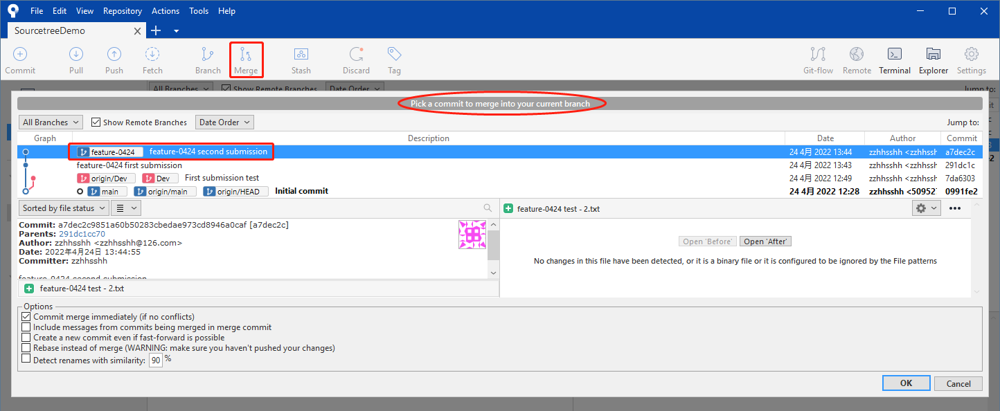 File Edit View Repository Actions Tools Help
SourcetreeDemo
Commit Pull Push Fetch Branch Merge Stash Discard Tag Git-flow Remote Terminal Explorer Settings
All Branches Show Remote Branches Date Order Jump to:
Pick a commit to merge into your current branch
All Branches Show Remote Branches Date Order Jump to:
Graph Description Date Author Commit
feature-0424 feature-0424 second submission 24 4月 2022 13:44 zzhhsshh <zzhhssh a7dec2c
feature-0424 first submission 24 4月 2022 13:43 zzhhsshh <zzhhssh 291dc1c
origin/Dev Dev First submission test 24 4月 2022 12:49 zzhhsshh <zzhhssh 7da6303
main origin/main origin/HEAD Initial commit 24 4月 2022 12:28 zzhhsshh <509527 0991fe2
Sorted by file status
feature-0424 test - 2.txt
Commit: a7dec2c9851a60b50283cbedae973cd8946a0caf [a7dec2c]
Parents: 291dc1cc70
Author: zzhhsshh <zzhhsshh@126.com>
Date: 2022年4月24日 13:44:55
Committer: zzhhsshh
feature-0424 second submission
feature-0424 test - 2.txt
Open 'Before' Open 'After'
No changes in this file have been detected, or it is a binary file or it is configured to be ignored by the File patterns
Options
Commit merge immediately (if no conflicts)
Include messages from commits being merged in merge commit
Create a new commit even if fast-forward is possible
Rebase instead of merge (WARNING: make sure you haven't pushed your changes)
Detect renames with similarity: 90 %
OK Cancel